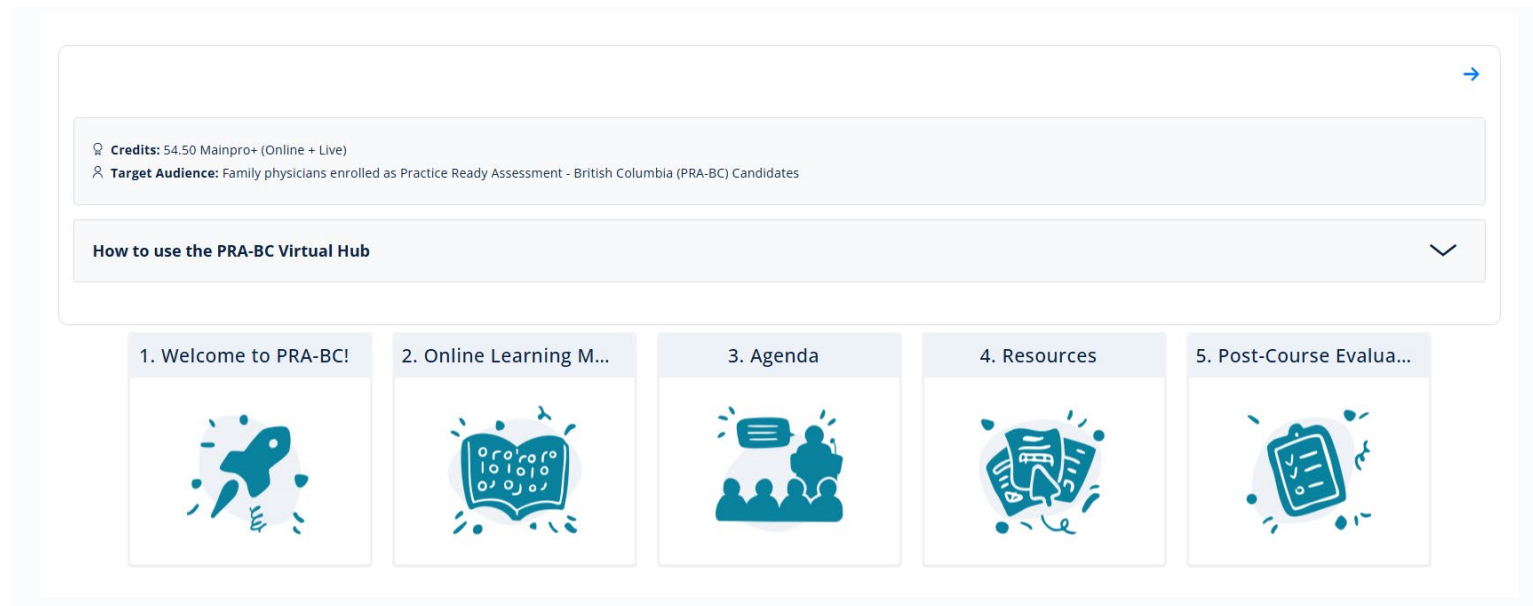 Credits: 54.50 Mainpro+ (Online + Live)
Target Audience: Family physicians enrolled as Practice Ready Assessment - British Columbia (PRA-BC) Candidates
How to use the PRA-BC Virtual Hub
1. Welcome to PRA-BC!
2. Online Learning M...
3. Agenda
4. Resources
5. Post-Course Evalua...